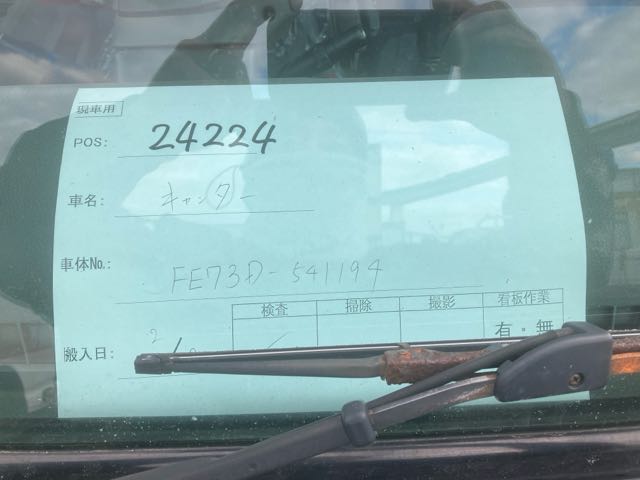 現車用
POS: 24224
車名: キャンター
車体No.: FE73D-541194
検査 掃除 撮影 看板作業
有・無
搬入日: 2/